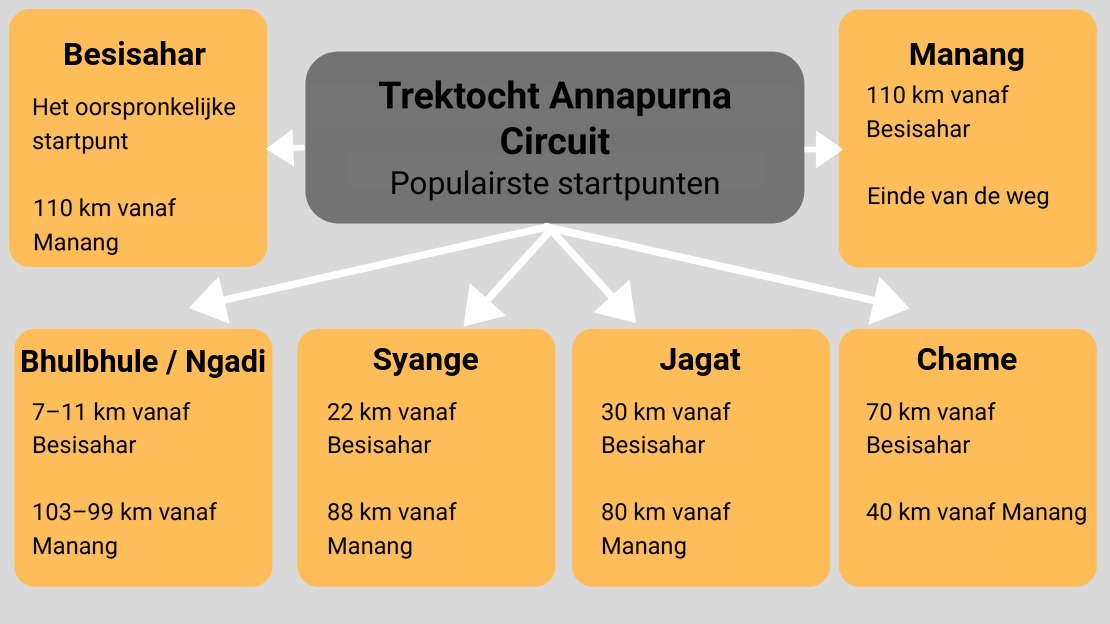 Trektocht Annapurna
Circuit
Populairste startpunten
Besisahar
Het oorspronkelijke
startpunt
110 km vanaf
Manang
Manang
110 km vanaf
Besisahar
Einde van de weg
Bhulbhule / Ngadi
7–11 km vanaf
Besisahar
103–99 km vanaf
Manang
Syange
22 km vanaf
Besisahar
88 km vanaf
Manang
Jagat
30 km vanaf
Besisahar
80 km vanaf
Manang
Chame
70 km vanaf
Besisahar
40 km vanaf Manang